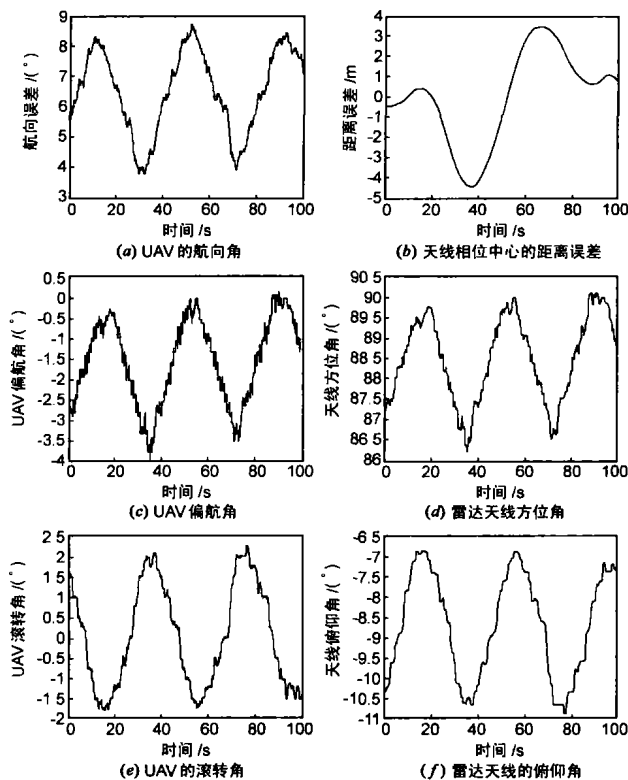 航向误差 /(°)
9
8
7
6
5
4
3
0 20 40 60 80 100
时间 /s
(a) UAV 的航向角
距离误差 /m
4
3
2
1
0
-1
-2
-3
-4
-5
0 20 40 60 80 100
时间 /s
(b) 天线相位中心的距离误差
UAV 偏航角 /(°)
0.5
0
-0.5
-1
-1.5
-2
-2.5
-3
-3.5
-4
0 20 40 60 80 100
时间 /s
(c) UAV 偏航角
天线方位角 /(°)
90 5
90
89.5
89
88.5
88
87.5
87
86.5
86
0 20 40 60 80 100
时间 /s
(d) 雷达天线方位角
UAV 滚转角 /(°)
2 5
2
1.5
1
0.5
0
-1.5
-1
-1.5
-2
0 20 40 60 80 100
时间 /s
(e) UAV 的滚转角
天线俯仰角 /(°)
-6.5
-7
-7.5
-8
-8.5
-9
-9.5
-10
-10.5
-11
0 20 40 60 80 100
时间 /s
(f) 雷达天线的俯仰角